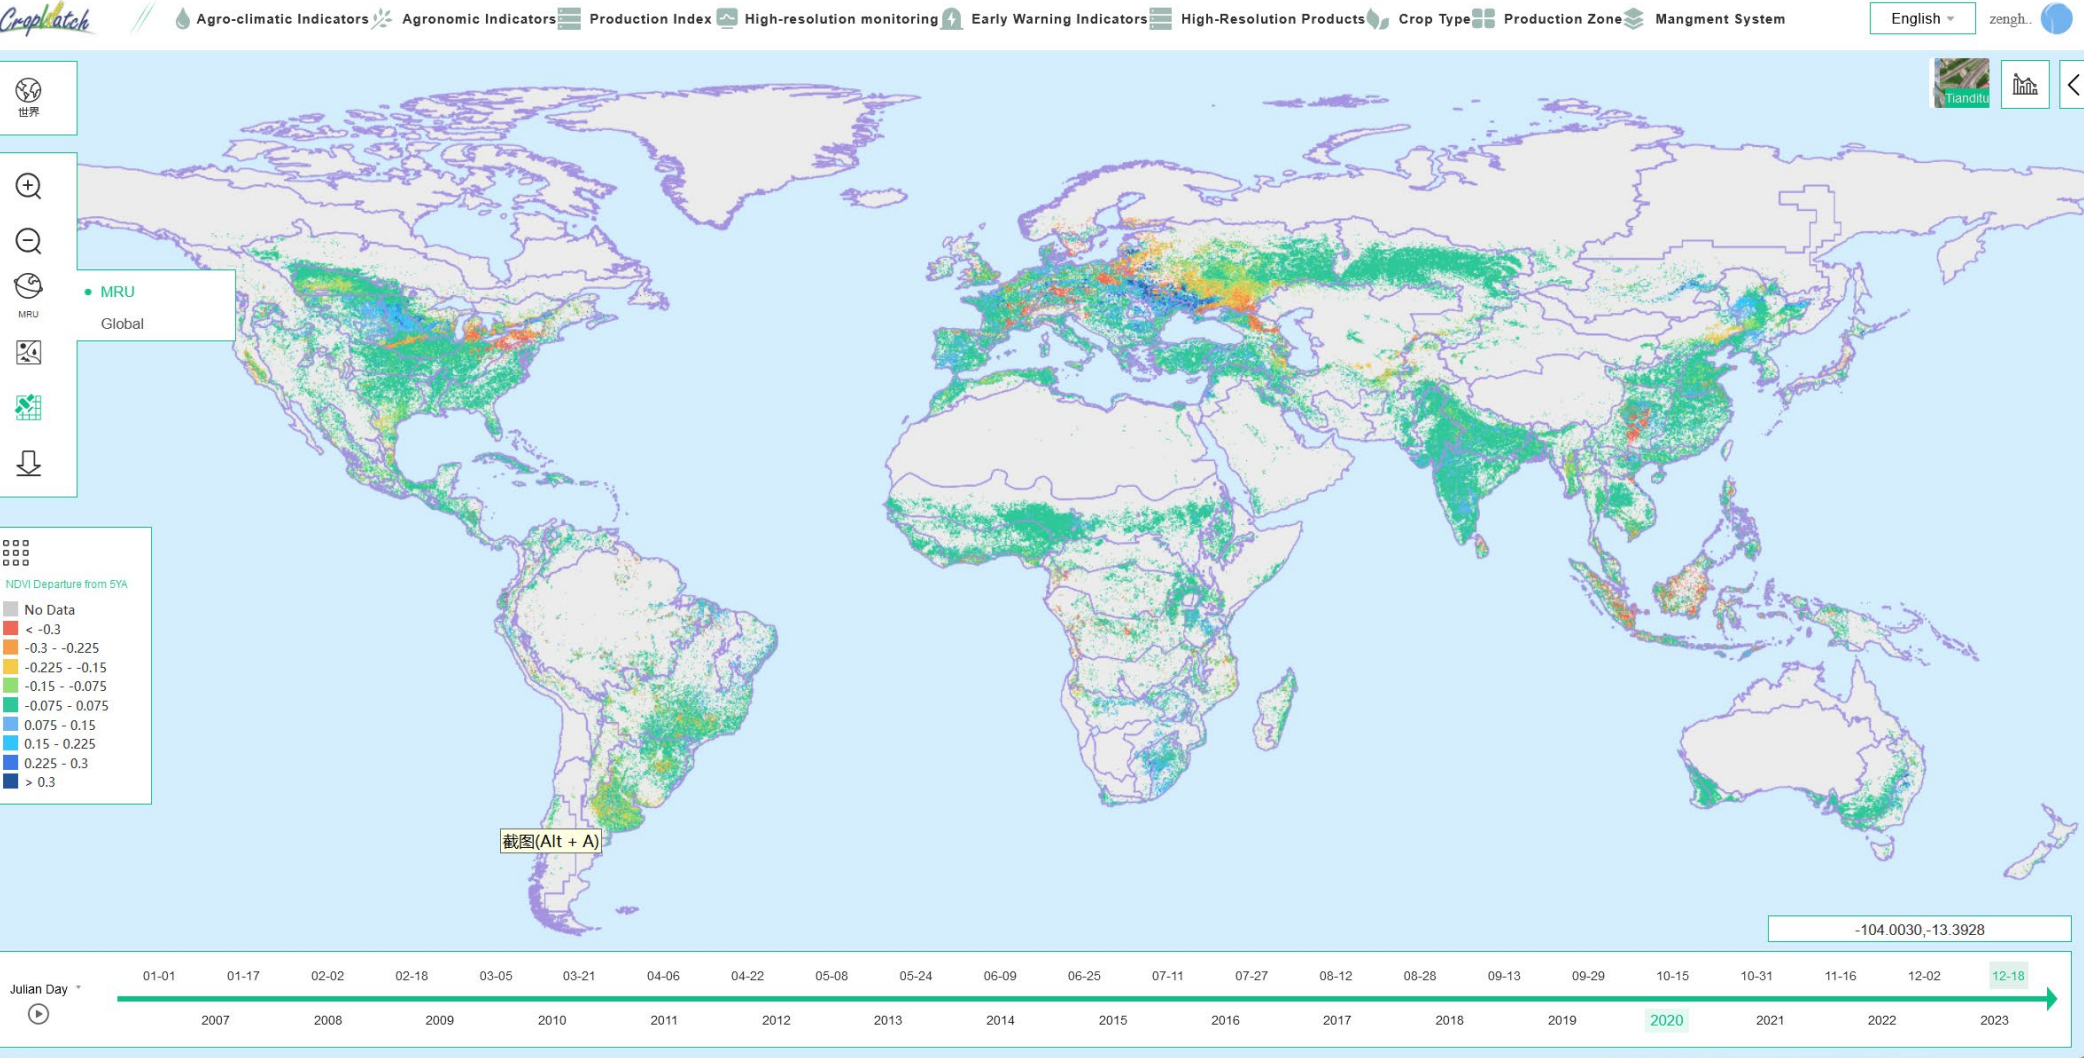 CropWatch
Agro-climatic Indicators Agronomic Indicators Production Index High-resolution monitoring Early Warning Indicators High-Resolution Products Crop Type Production Zone Mangment System
English zengh..
世界
Tianditu
MRU
MRU
Global
NDVI Departure from 5YA
No Data
< -0.3
-0.3 - -0.225
-0.225 - -0.15
-0.15 - -0.075
-0.075 - 0.075
0.075 - 0.15
0.15 - 0.225
0.225 - 0.3
> 0.3
截图(Alt + A)
-104.0030,-13.3928
01-01 01-17 02-02 02-18 03-05 03-21 04-06 04-22 05-08 05-24 06-09 06-25 07-11 07-27 08-12 08-28 09-13 09-29 10-15 10-31 11-16 12-02 12-18
Julian Day
2007 2008 2009 2010 2011 2012 2013 2014 2015 2016 2017 2018 2019 2020 2021 2022 2023